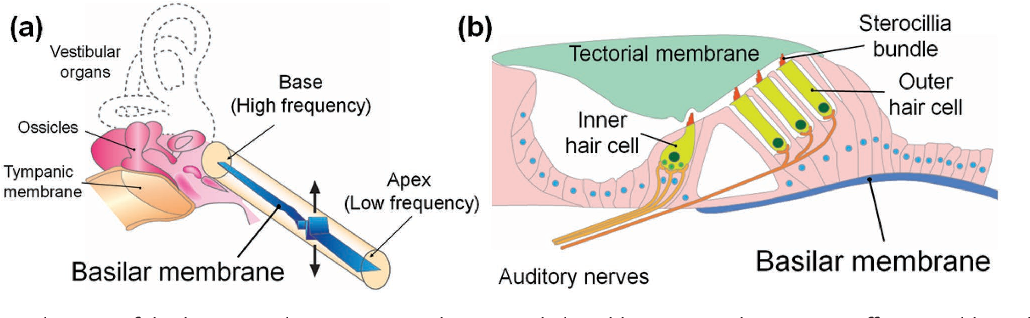 (a)
Vestibular
organs
Ossicles
Tympanic
membrane
Base
(High frequency)
Apex
(Low frequency)
Basilar membrane
(b)
Tectorial membrane
Sterocillia
bundle
Outer
hair cell
Inner
hair cell
Auditory nerves
Basilar membrane